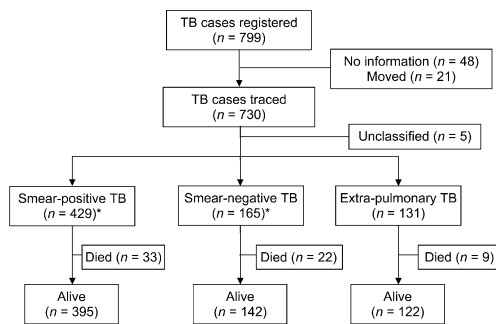 TB cases registered
(n = 799)
No information (n = 48)
Moved (n = 21)
TB cases traced
(n = 730)
Unclassified (n = 5)
Smear-positive TB
(n = 429)*
Smear-negative TB
(n = 165)*
Extra-pulmonary TB
(n = 131)
Died (n = 33)
Died (n = 22)
Died (n = 9)
Alive
(n = 395)
Alive
(n = 142)
Alive
(n = 122)